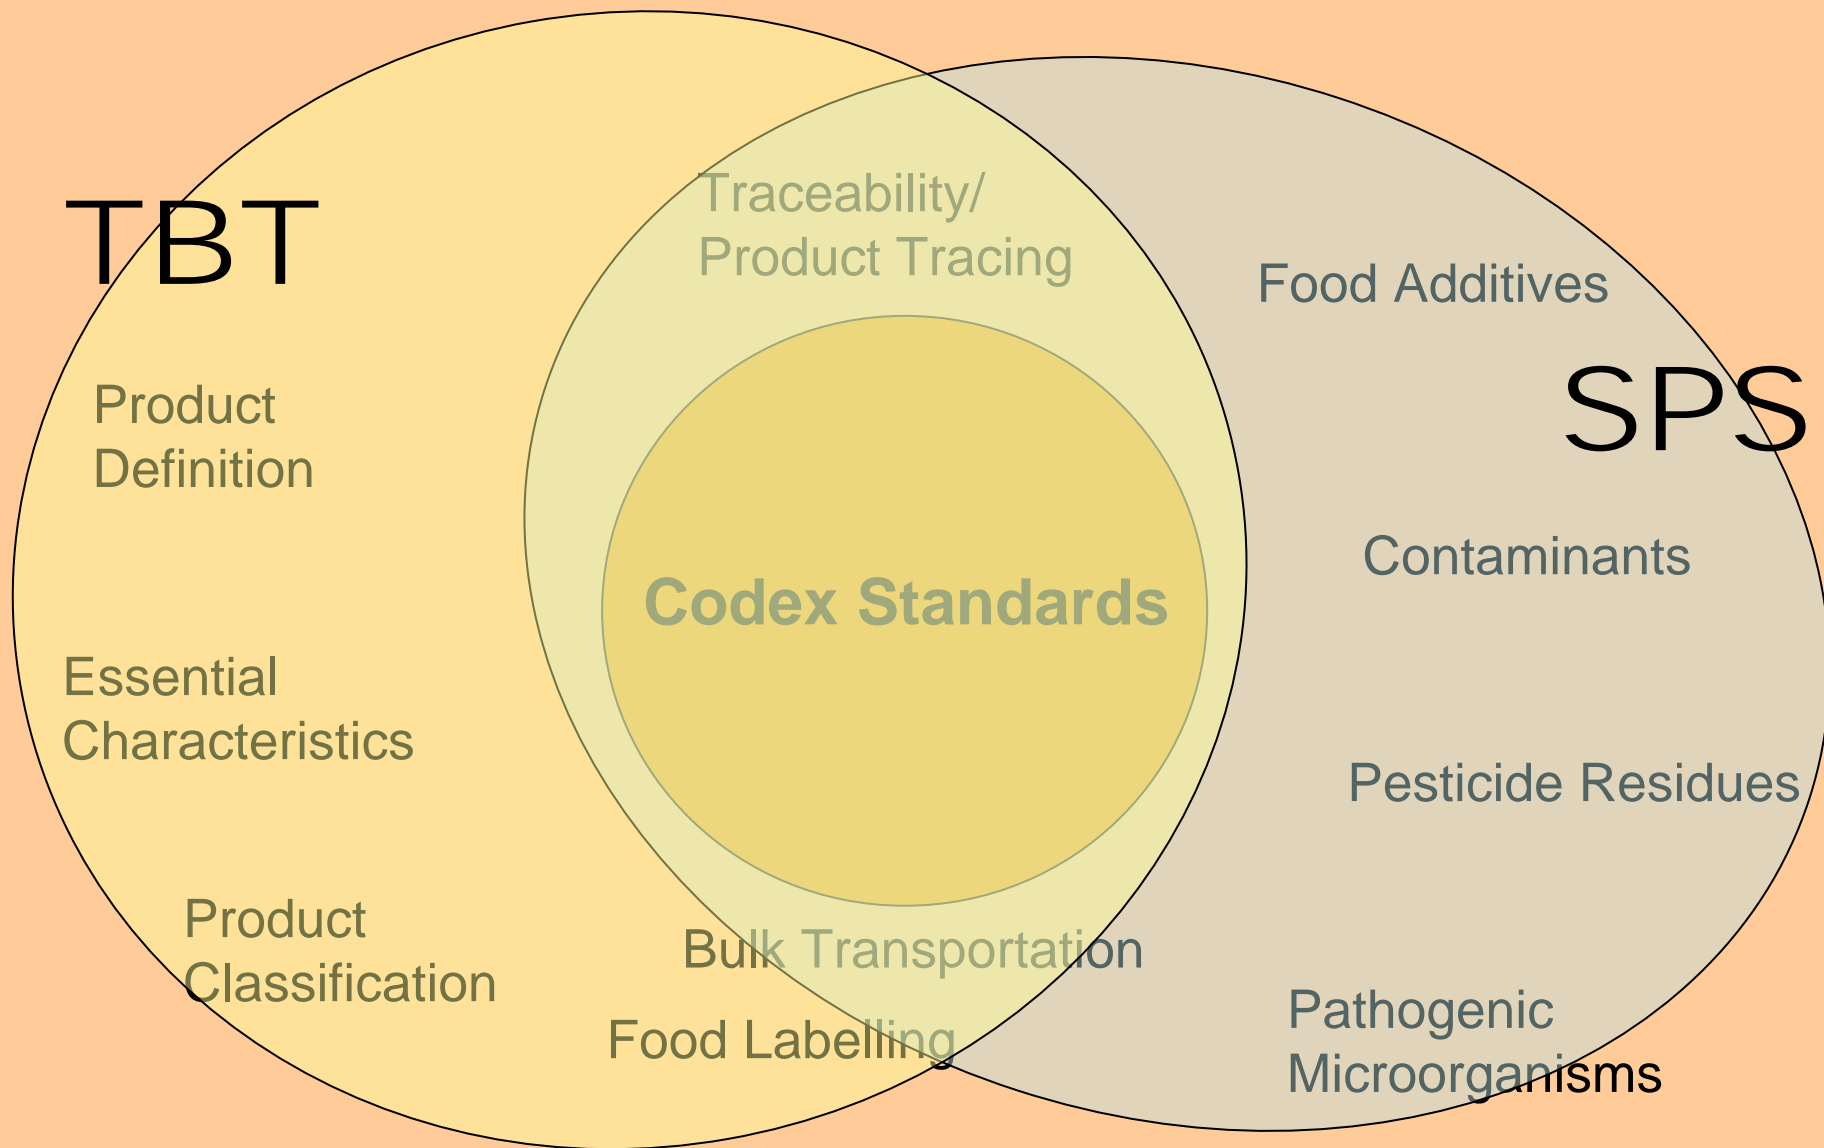 TBT
Traceability/
Product Tracing
Food Additives
SPS
Product
Definition
Contaminants
Codex Standards
Essential
Characteristics
Pesticide Residues
Product
Classification
Bulk Transportation
Food Labelling
Pathogenic
Microorganisms